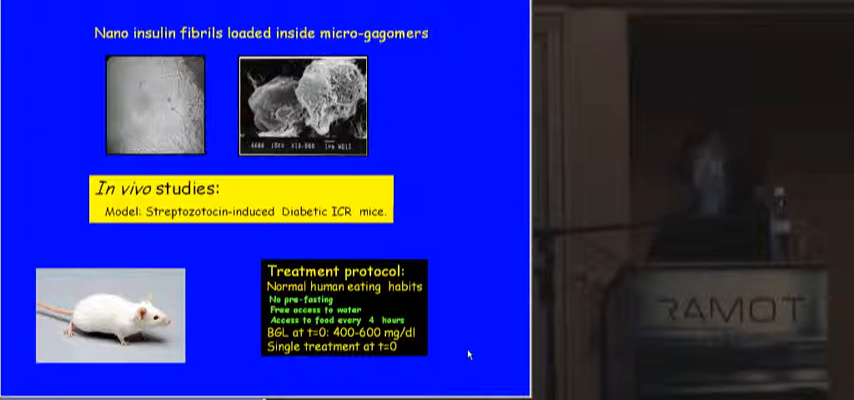 Nano insulin fibrils loaded inside micro-gagomers
In vivo studies:
Model: Streptozotocin-induced Diabetic ICR mice.
Treatment protocol:
Normal human eating habits
No pre-fasting
Free access to water
Access to food every 4 hours
BGL at t=0: 400-600 mg/dl
Single treatment at t=0
RAMOT